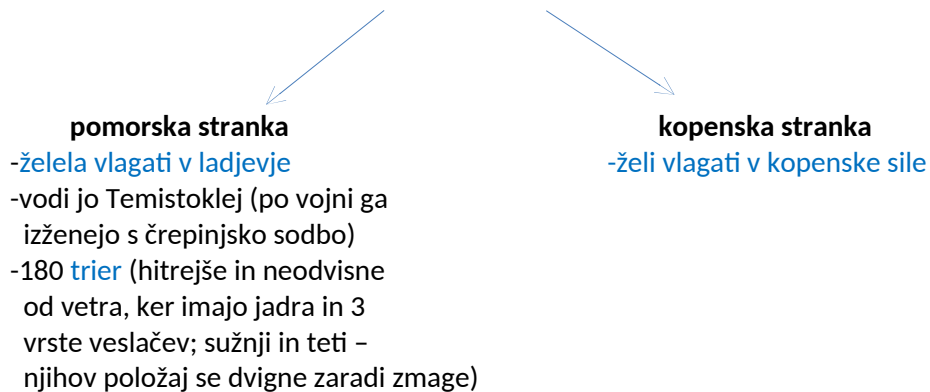 pomorska stranka
-želela vlagati v ladjevje
-vodi jo Temistoklej (po vojni ga
izženejo s črepinjsko sodbo)
-180 trier (hitrejše in neodvisne
od vetra, ker imajo jadra in 3
vrste veslačev; sužnji in teti –
njihov položaj se dvigne zaradi zmage)
kopenska stranka
-želi vlagati v kopenske sile